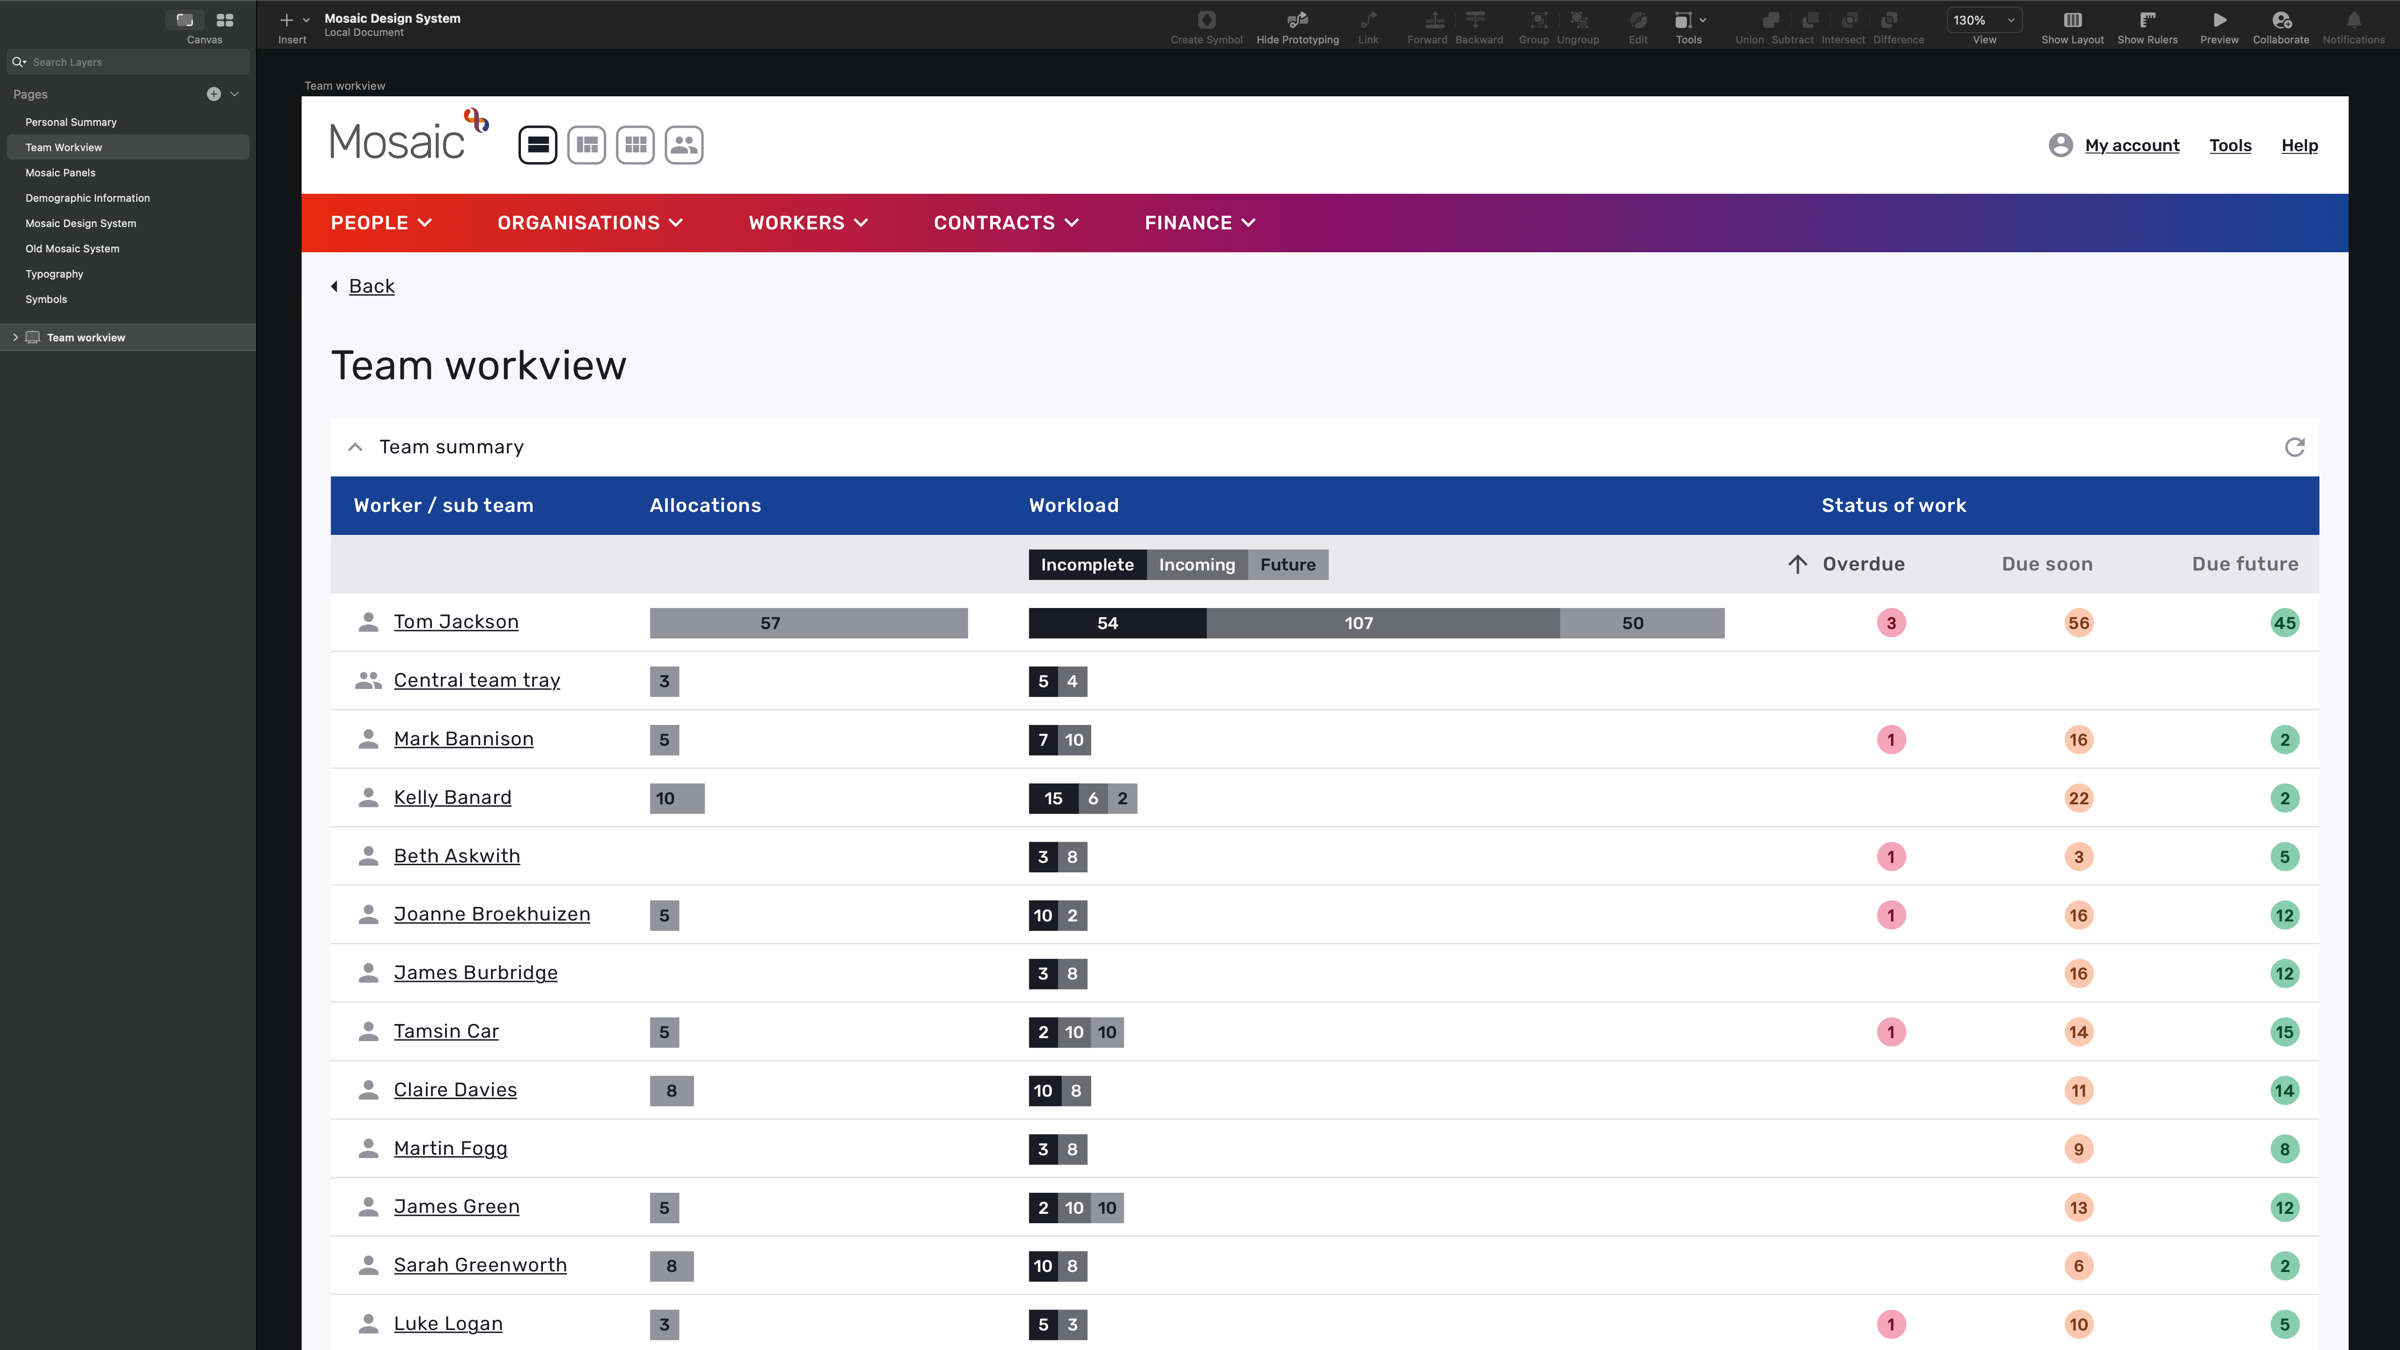 Canvas
Insert
Mosaic Design System
Local Document
Create Symbol
Hide Prototyping
Link
Forward
Backward
Group
Ungroup
Edit
Tools
Union
Subtract
Intersect
Difference
130%
View
Show Layout
Show Rulers
Preview
Collaborate
Notifications
Search Layers
Pages
Personal Summary
Team Workview
Mosaic Panels
Demographic Information
Mosaic Design System
Old Mosaic System
Typography
Symbols
Team workview
Team workview
Mosaic
My account Tools Help
PEOPLE ORGANISATIONS WORKERS CONTRACTS FINANCE
Back
Team workview
Team summary
Worker / sub team Allocations Workload Status of work
Incomplete Incoming Future Overdue Due soon Due future
Tom Jackson 57 54 107 50 3 56 45
Central team tray 3 5 4
Mark Bannison 5 7 10 1 16 2
Kelly Banard 10 15 6 2 22 2
Beth Askwith 3 8 1 3 5
Joanne Broekhuizen 5 10 2 1 16 12
James Burbridge 3 8 16 12
Tamsin Car 5 2 10 10 1 14 15
Claire Davies 8 10 8 11 14
Martin Fogg 3 8 9 8
James Green 5 2 10 10 13 12
Sarah Greenworth 8 10 8 6 2
Luke Logan 3 5 3 1 10 5